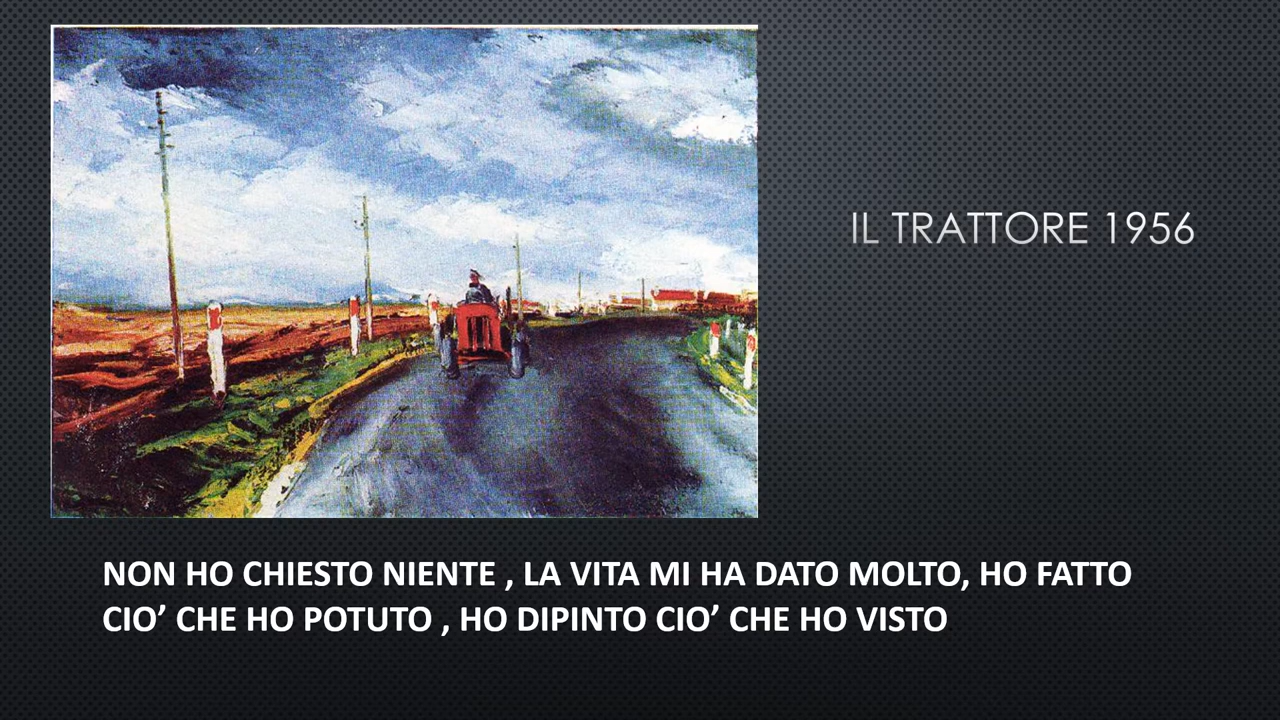 IL TRATTORE 1956
NON HO CHIESTO NIENTE , LA VITA MI HA DATO MOLTO, HO FATTO
CIO’ CHE HO POTUTO , HO DIPINTO CIO’ CHE HO VISTO